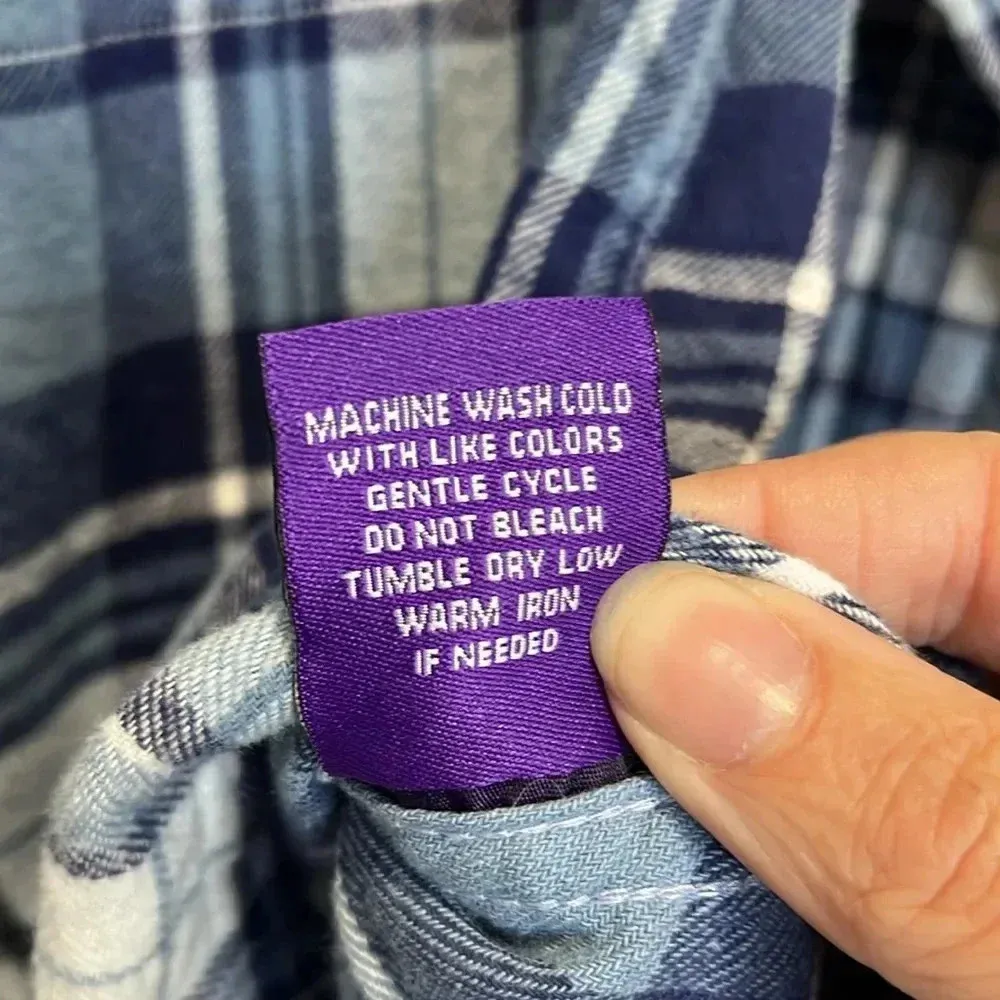 MACHINE WASH COLD
WITH LIKE COLORS
GENTLE CYCLE
DO NOT BLEACH
TUMBLE DRY LOW
WARM IRON
IF NEEDED